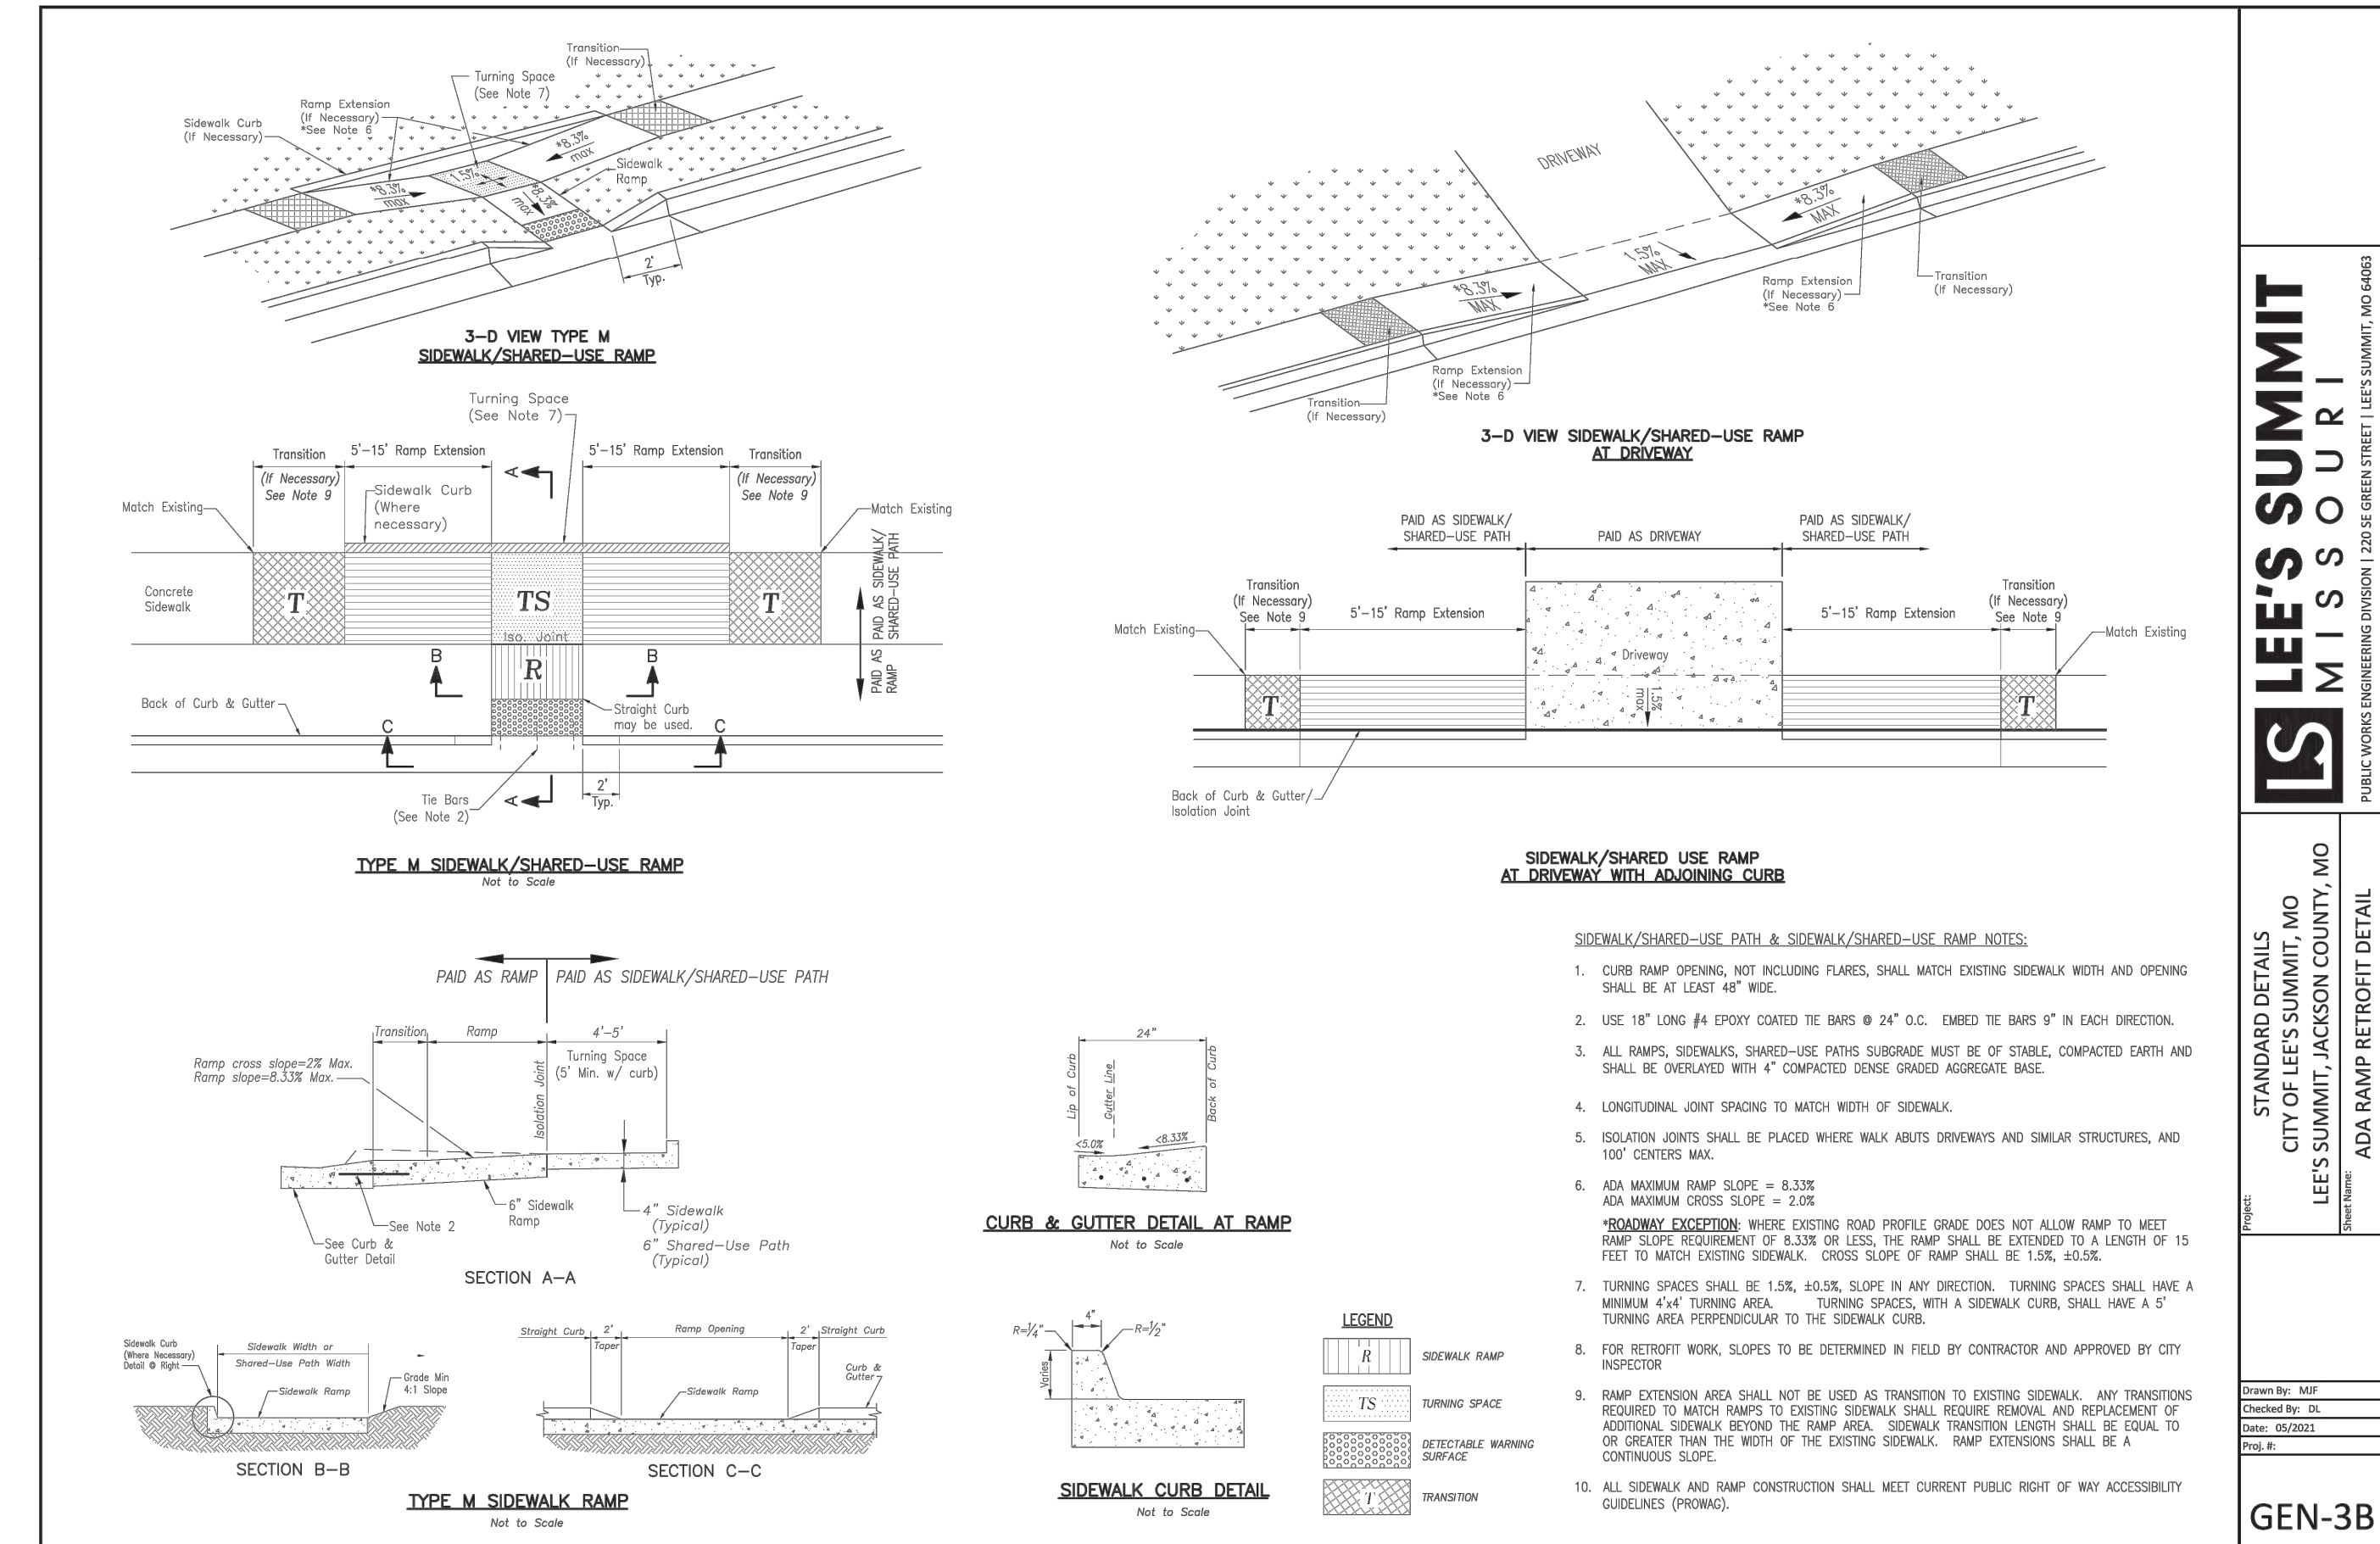 Transition
(If Necessary)
Turning Space
(See Note 7)
Ramp Extension
(If Necessary)
*See Note 6
Sidewalk Curb
(If Necessary)
*8.3%
max
1.5%
*8.3%
max
*8.3%
max
Sidewalk
Ramp
2'
Typ.
3-D VIEW TYPE M
SIDEWALK/SHARED-USE RAMP
DRIVEWAY
*8.3%
MAX
1.5%
MAX
*8.3%
MAX
Ramp Extension
(If Necessary)
*See Note 6
Transition
(If Necessary)
Ramp Extension
(If Necessary)
*See Note 6
Transition
(If Necessary)
3-D VIEW SIDEWALK/SHARED-USE RAMP
AT DRIVEWAY
Turning Space
(See Note 7)
Transition
(If Necessary)
See Note 9
5'-15' Ramp Extension
A
5'-15' Ramp Extension
Transition
(If Necessary)
See Note 9
Sidewalk Curb
(Where
necessary)
Match Existing
Match Existing
Concrete
Sidewalk
T
TS
T
Iso. Joint
R
B
B
PAID AS SIDEWALK/
SHARED-USE PATH
PAID AS
RAMP
Back of Curb & Gutter
Straight Curb
may be used.
C
C
Tie Bars
(See Note 2)
A
2'
Typ.
TYPE M SIDEWALK/SHARED-USE RAMP
Not to Scale
PAID AS SIDEWALK/
SHARED-USE PATH
PAID AS DRIVEWAY
PAID AS SIDEWALK/
SHARED-USE PATH
Transition
(If Necessary)
See Note 9
5'-15' Ramp Extension
5'-15' Ramp Extension
Transition
(If Necessary)
See Note 9
Match Existing
Match Existing
Driveway
T
1.5%
max
T
Back of Curb & Gutter/
Isolation Joint
SIDEWALK/SHARED USE RAMP
AT DRIVEWAY WITH ADJOINING CURB
PAID AS RAMP
PAID AS SIDEWALK/SHARED-USE PATH
Transition
Ramp
4'-5'
Turning Space
(5' Min. w/ curb)
Ramp cross slope=2% Max.
Ramp slope=8.33% Max.
Isolation Joint
6" Sidewalk
Ramp
See Note 2
See Curb &
Gutter Detail
4" Sidewalk
(Typical)
6" Shared-Use Path
(Typical)
SECTION A-A
24"
Lip of Curb
Gutter Line
Back of Curb
<5.0%
<8.33%
CURB & GUTTER DETAIL AT RAMP
Not to Scale
Sidewalk Curb
(Where Necessary)
Detail @ Right
Sidewalk Width or
Shared-Use Path Width
Sidewalk Ramp
Grade Min
4:1 Slope
SECTION B-B
Straight Curb
2'
Taper
Ramp Opening
2'
Taper
Straight Curb
Curb &
Gutter
Sidewalk Ramp
SECTION C-C
TYPE M SIDEWALK RAMP
Not to Scale
4"
R=1/4"
R=1/2"
Varies
SIDEWALK CURB DETAIL
Not to Scale
LEGEND
R
SIDEWALK RAMP
TS
TURNING SPACE
DETECTABLE WARNING
SURFACE
T
TRANSITION
SIDEWALK/SHARED-USE PATH & SIDEWALK/SHARED-USE RAMP NOTES:
1. CURB RAMP OPENING, NOT INCLUDING FLARES, SHALL MATCH EXISTING SIDEWALK WIDTH AND OPENING
SHALL BE AT LEAST 48" WIDE.
2. USE 18" LONG #4 EPOXY COATED TIE BARS @ 24" O.C. EMBED TIE BARS 9" IN EACH DIRECTION.
3. ALL RAMPS, SIDEWALKS, SHARED-USE PATHS SUBGRADE MUST BE OF STABLE, COMPACTED EARTH AND
SHALL BE OVERLAYED WITH 4" COMPACTED DENSE GRADED AGGREGATE BASE.
4. LONGITUDINAL JOINT SPACING TO MATCH WIDTH OF SIDEWALK.
5. ISOLATION JOINTS SHALL BE PLACED WHERE WALK ABUTS DRIVEWAYS AND SIMILAR STRUCTURES, AND
100' CENTERS MAX.
6. ADA MAXIMUM RAMP SLOPE = 8.33%
ADA MAXIMUM CROSS SLOPE = 2.0%
*ROADWAY EXCEPTION: WHERE EXISTING ROAD PROFILE GRADE DOES NOT ALLOW RAMP TO MEET
RAMP SLOPE REQUIREMENT OF 8.33% OR LESS, THE RAMP SHALL BE EXTENDED TO A LENGTH OF 15
FEET TO MATCH EXISTING SIDEWALK. CROSS SLOPE OF RAMP SHALL BE 1.5%, ±0.5%.
7. TURNING SPACES SHALL BE 1.5%, ±0.5%, SLOPE IN ANY DIRECTION. TURNING SPACES SHALL HAVE A
MINIMUM 4'x4' TURNING AREA. TURNING SPACES, WITH A SIDEWALK CURB, SHALL HAVE A 5'
TURNING AREA PERPENDICULAR TO THE SIDEWALK CURB.
8. FOR RETROFIT WORK, SLOPES TO BE DETERMINED IN FIELD BY CONTRACTOR AND APPROVED BY CITY
INSPECTOR
9. RAMP EXTENSION AREA SHALL NOT BE USED AS TRANSITION TO EXISTING SIDEWALK. ANY TRANSITIONS
REQUIRED TO MATCH RAMPS TO EXISTING SIDEWALK SHALL REQUIRE REMOVAL AND REPLACEMENT OF
ADDITIONAL SIDEWALK BEYOND THE RAMP AREA. SIDEWALK TRANSITION LENGTH SHALL BE EQUAL TO
OR GREATER THAN THE WIDTH OF THE EXISTING SIDEWALK. RAMP EXTENSIONS SHALL BE A
CONTINUOUS SLOPE.
10. ALL SIDEWALK AND RAMP CONSTRUCTION SHALL MEET CURRENT PUBLIC RIGHT OF WAY ACCESSIBILITY
GUIDELINES (PROWAG).
LS
LEE'S SUMMIT
MISSOURI
PUBLIC WORKS ENGINEERING DIVISION | 220 SE GREEN STREET | LEE'S SUMMIT, MO 64063
Project:
STANDARD DETAILS
CITY OF LEE'S SUMMIT, MO
LEE'S SUMMIT, JACKSON COUNTY, MO
Sheet Name:
ADA RAMP RETROFIT DETAIL
Drawn By: MJF
Checked By: DL
Date: 05/2021
Proj. #:
GEN-3B